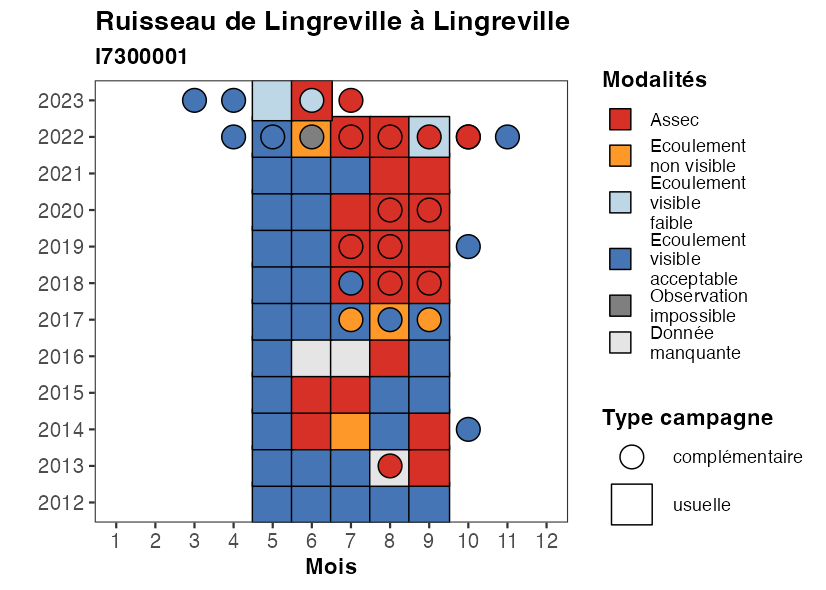 Ruisseau de Lingreville à Lingreville
I7300001
2023
2022
2021
2020
2019
2018
2017
2016
2015
2014
2013
2012
1 2 3 4 5 6 7 8 9 10 11 12
Mois
Modalités
Assec
Ecoulement
non visible
Ecoulement
visible
faible
Ecoulement
visible
acceptable
Observation
impossible
Donnée
manquante
Type campagne
complémentaire
usuelle